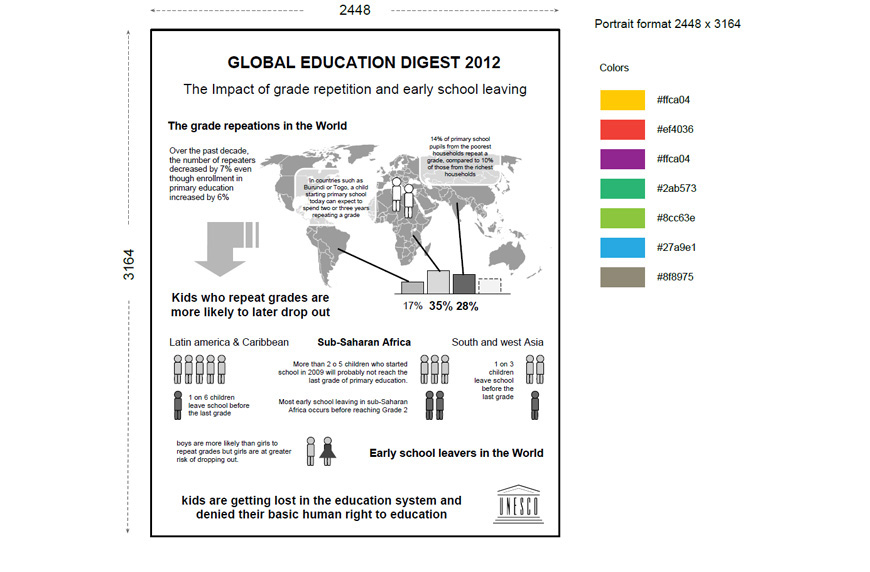 2448
Portrait format 2448 x 3164
3164
GLOBAL EDUCATION DIGEST 2012
The Impact of grade repetition and early school leaving
The grade repeations in the World
Over the past decade,
the number of repeaters
decreased by 7% even
though enrollment in
primary education
increased by 6%
In countries such as
Burundi or Togo, a child
starting primary school
today can expect to
spend two or three years
repeating a grade
14% of primary school
pupils from the poorest
households repeat a
grade, compared to 10%
of those from the richest
households
17% 35% 28%
Kids who repeat grades are
more likely to later drop out
Latin america & Caribbean
1 on 6 children
leave school before
the last grade
Sub-Saharan Africa
More than 2 o 5 children who started
school in 2009 will probably not reach the
last grade of primary education.
Most early school leaving in sub-Saharan
Africa occurs before reaching Grade 2
South and west Asia
1 on 3
children
leave school
before the
last grade
boys are more likely than girls to
repeat grades but girls are at greater
risk of dropping out.
Early school leavers in the World
kids are getting lost in the education system and
denied their basic human right to education
UNESCO
Colors
#ffca04
#ef4036
#ffca04
#2ab573
#8cc63e
#27a9e1
#8f8975